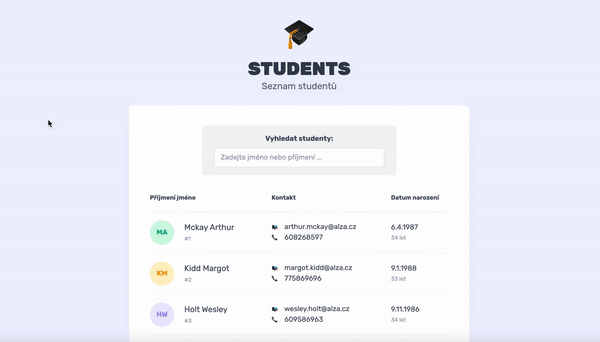 STUDENTS
Seznam studentů
Vyhledat studenty:
Zadejte jméno nebo příjmení ...
Příjmení jméno Kontakt Datum narození
MA Mckay Arthur arthur.mckay@alza.cz 6.4.1987
#1 608268597 34 let
KM Kidd Margot margot.kidd@alza.cz 9.1.1988
#2 775869696 33 let
HW Holt Wesley wesley.holt@alza.cz 9.11.1986
#3 609586963 34 let